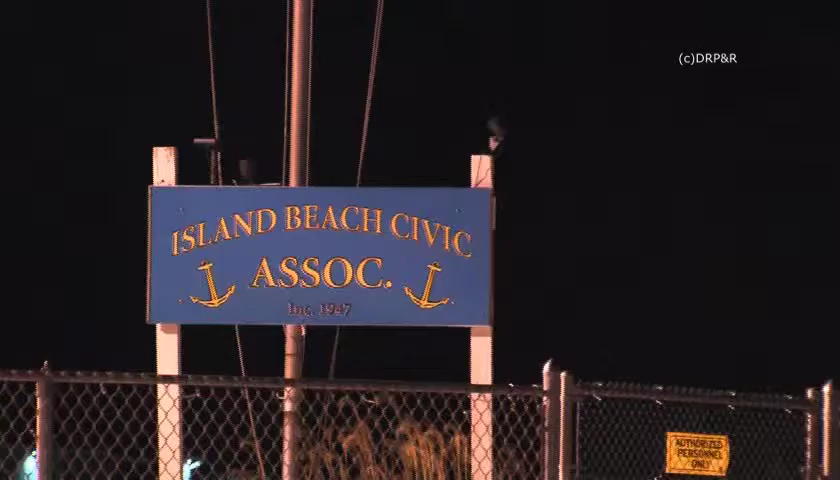 (c)DRP&R
ISLAND BEACH CIVIC
ASSOC.
Inc. 1947
AUTHORIZED
PERSONNEL
ONLY